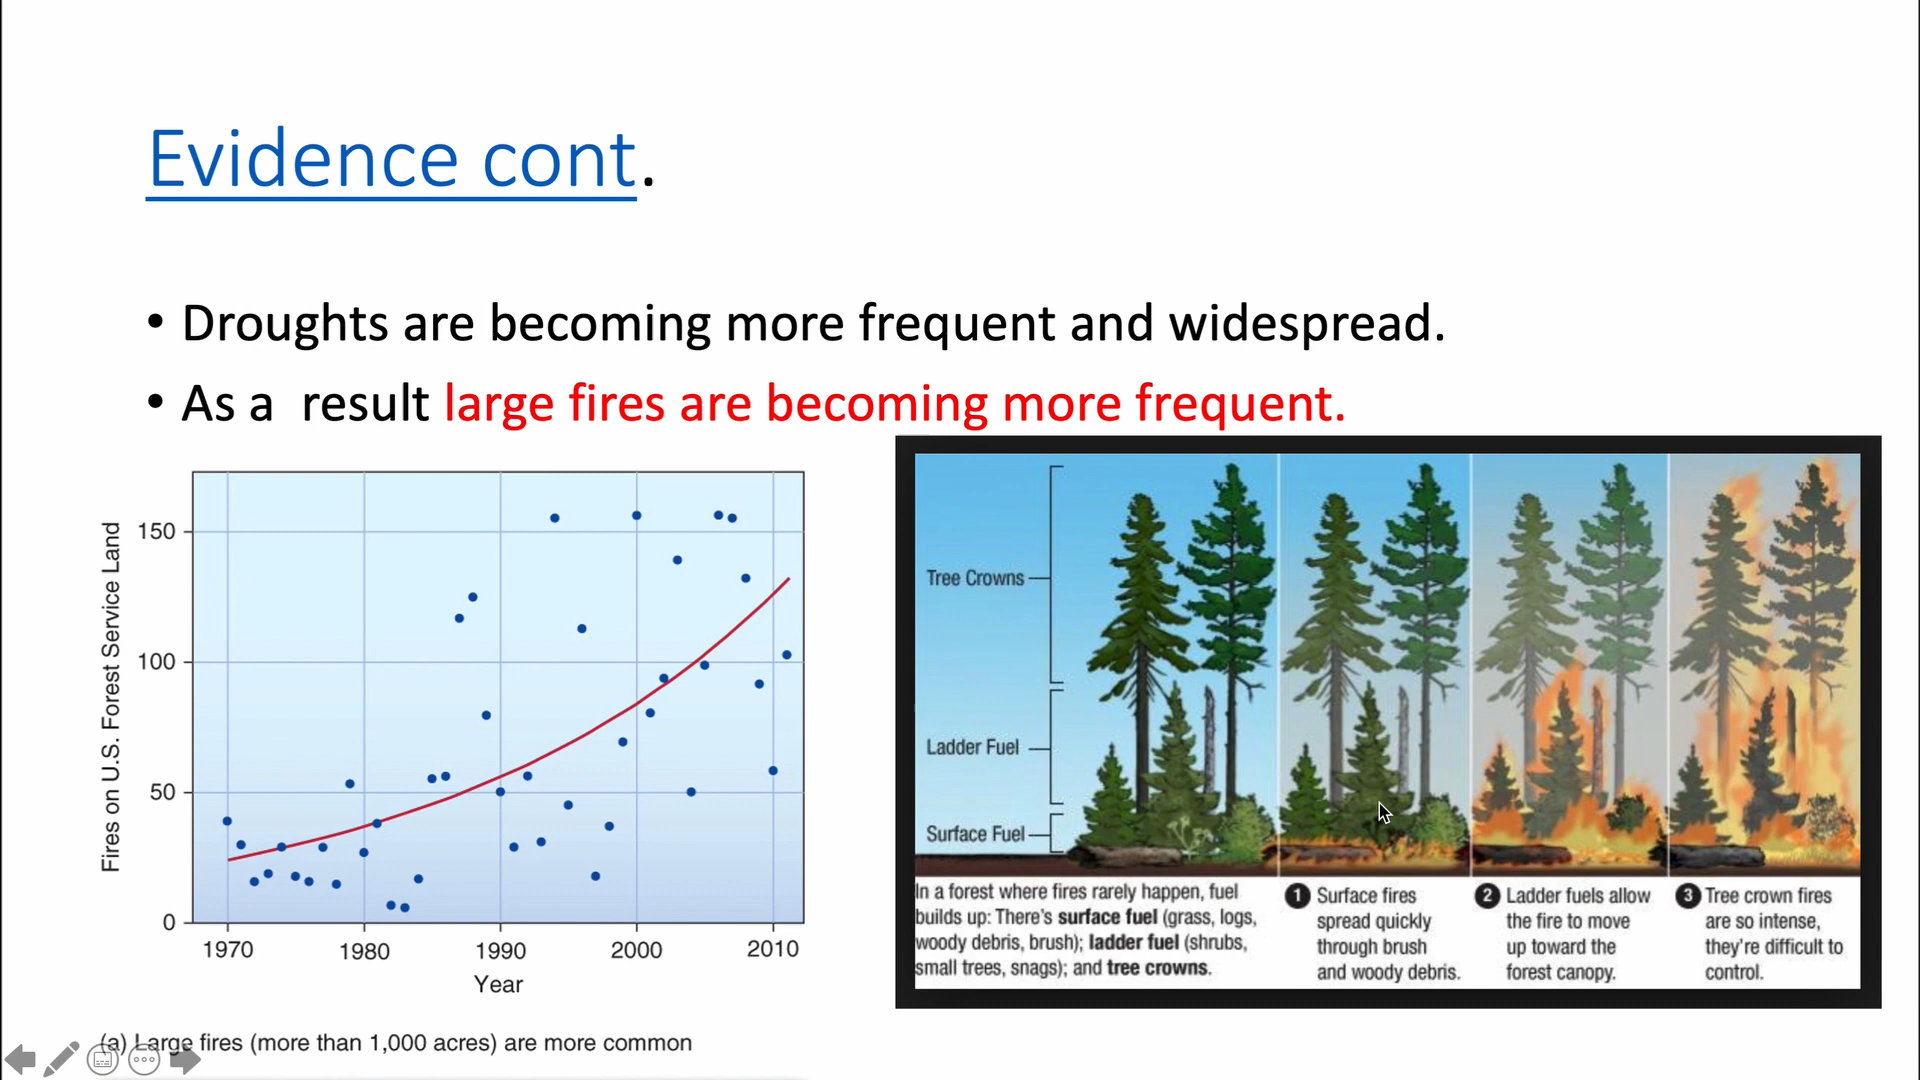 Evidence cont.
• Droughts are becoming more frequent and widespread.
• As a  result large fires are becoming more frequent.
Fires on U.S. Forest Service Land
150
100
50
0
1970 1980 1990 2000 2010
Year
(a) Large fires (more than 1,000 acres) are more common
Tree Crowns
Ladder Fuel
Surface Fuel
In a forest where fires rarely happen, fuel
builds up: There's surface fuel (grass, logs,
woody debris, brush); ladder fuel (shrubs,
small trees, snags); and tree crowns.
1 Surface fires
spread quickly
through brush
and woody debris.
2 Ladder fuels allow
the fire to move
up toward the
forest canopy.
3 Tree crown fires
are so intense,
they're difficult to
control.